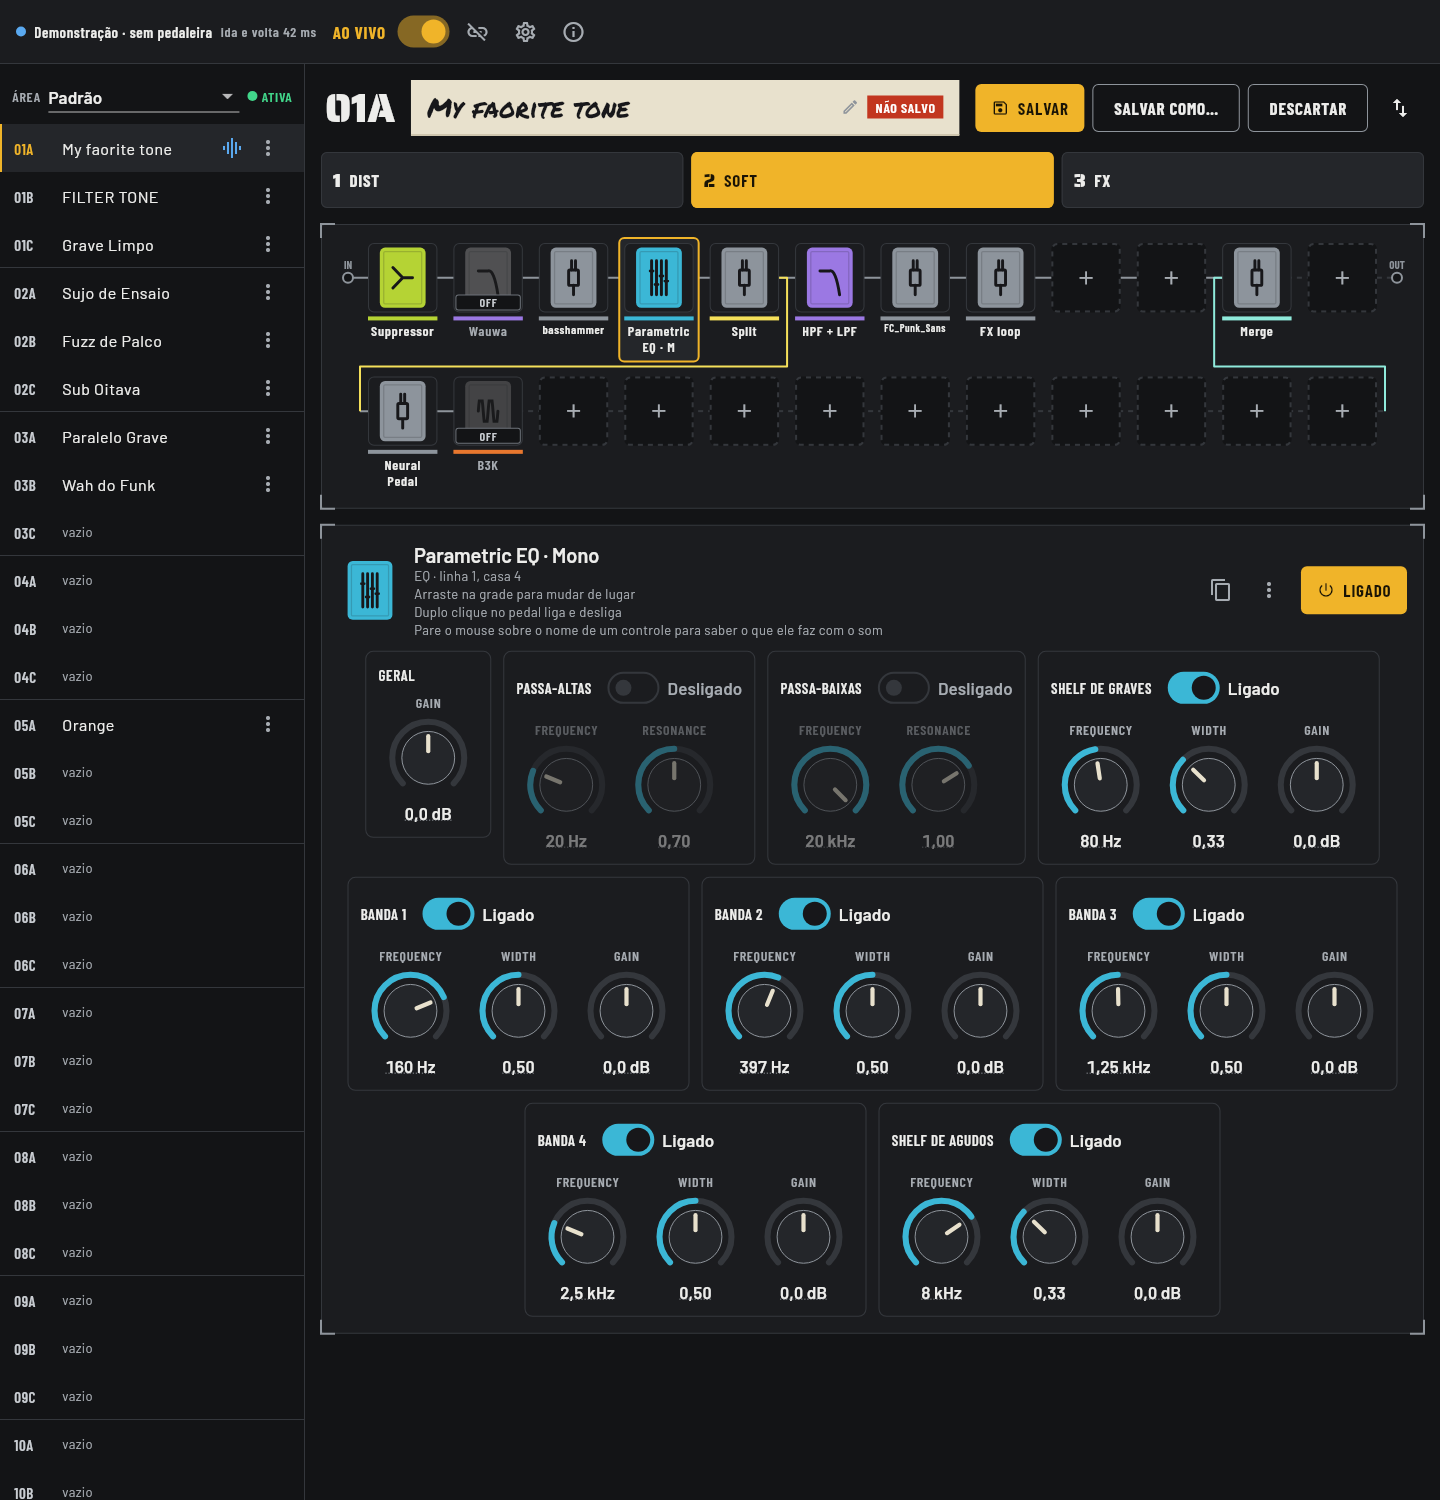 Demonstração · sem pedaleira Ida e volta 42 ms AO VIVO
ÁREA Padrão ATIVA
01A My faorite tone
01B FILTER TONE
01C Grave Limpo
02A Sujo de Ensaio
02B Fuzz de Palco
02C Sub Oitava
03A Paralelo Grave
03B Wah do Funk
03C vazio
04A vazio
04B vazio
04C vazio
05A Orange
05B vazio
05C vazio
06A vazio
06B vazio
06C vazio
07A vazio
07B vazio
07C vazio
08A vazio
08B vazio
08C vazio
09A vazio
09B vazio
09C vazio
10A vazio
10B vazio
01A My faorite tone NÃO SALVO SALVAR SALVAR COMO... DESCARTAR
1 DIST 2 SOFT 3 FX
IN OUT
OFF
Suppressor Wauwa basshammer Parametric EQ · M Split HPF + LPF FC_Punk_Sans FX loop Merge
OFF
Neural Pedal B3K
Parametric EQ · Mono
EQ · linha 1, casa 4
Arraste na grade para mudar de lugar
Duplo clique no pedal liga e desliga
Pare o mouse sobre o nome de um controle para saber o que ele faz com o som
LIGADO
GERAL
GAIN
0,0 dB
PASSA-ALTAS Desligado
FREQUENCY RESONANCE
20 Hz 0,70
PASSA-BAIXAS Desligado
FREQUENCY RESONANCE
20 kHz 1,00
SHELF DE GRAVES Ligado
FREQUENCY WIDTH GAIN
80 Hz 0,33 0,0 dB
BANDA 1 Ligado
FREQUENCY WIDTH GAIN
160 Hz 0,50 0,0 dB
BANDA 2 Ligado
FREQUENCY WIDTH GAIN
397 Hz 0,50 0,0 dB
BANDA 3 Ligado
FREQUENCY WIDTH GAIN
1,25 kHz 0,50 0,0 dB
BANDA 4 Ligado
FREQUENCY WIDTH GAIN
2,5 kHz 0,50 0,0 dB
SHELF DE AGUDOS Ligado
FREQUENCY WIDTH GAIN
8 kHz 0,33 0,0 dB